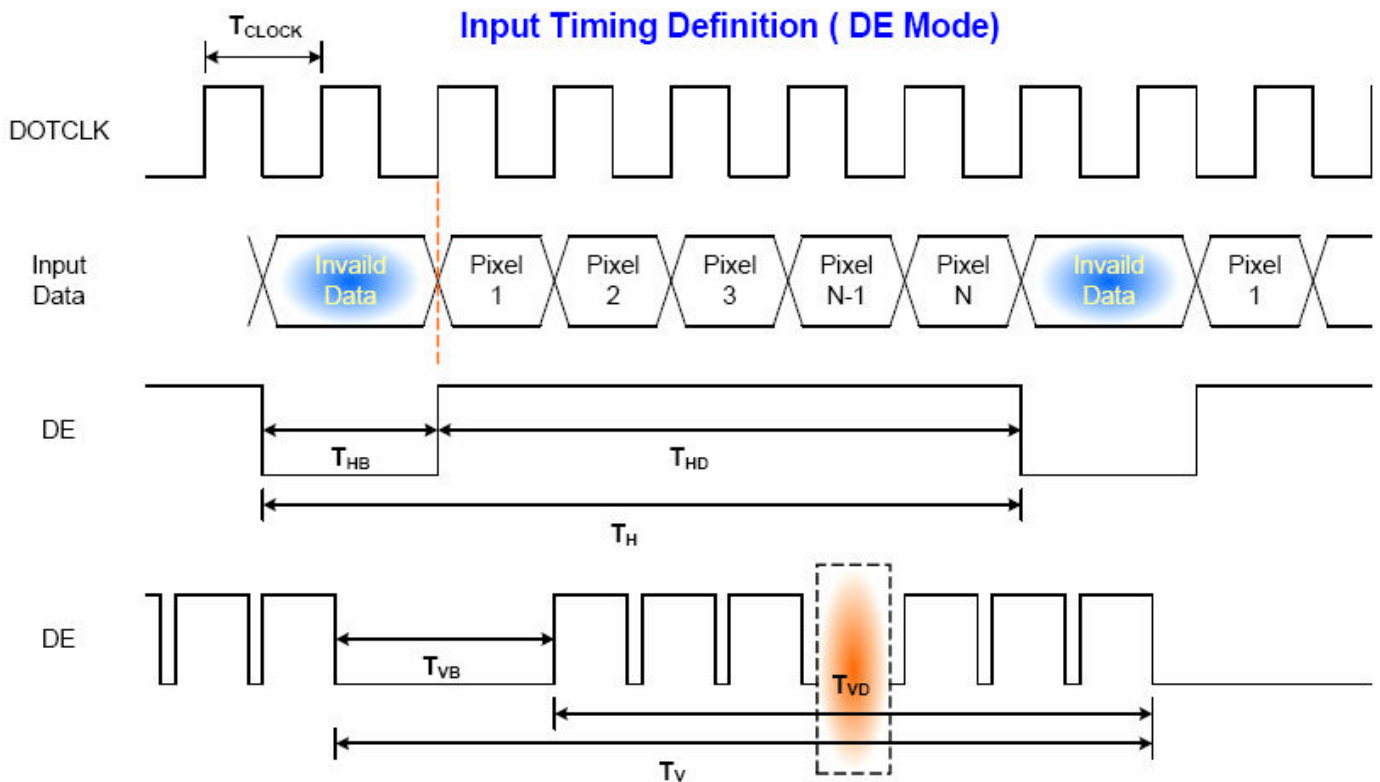 Input Timing Definition ( DE Mode)
TCLOCK
DOTCLK
Input
Data
Invaild
Data
Pixel
1
Pixel
2
Pixel
3
Pixel
N-1
Pixel
N
Invaild
Data
Pixel
1
DE
THB
THD
TH
DE
TVB
TVD
TV